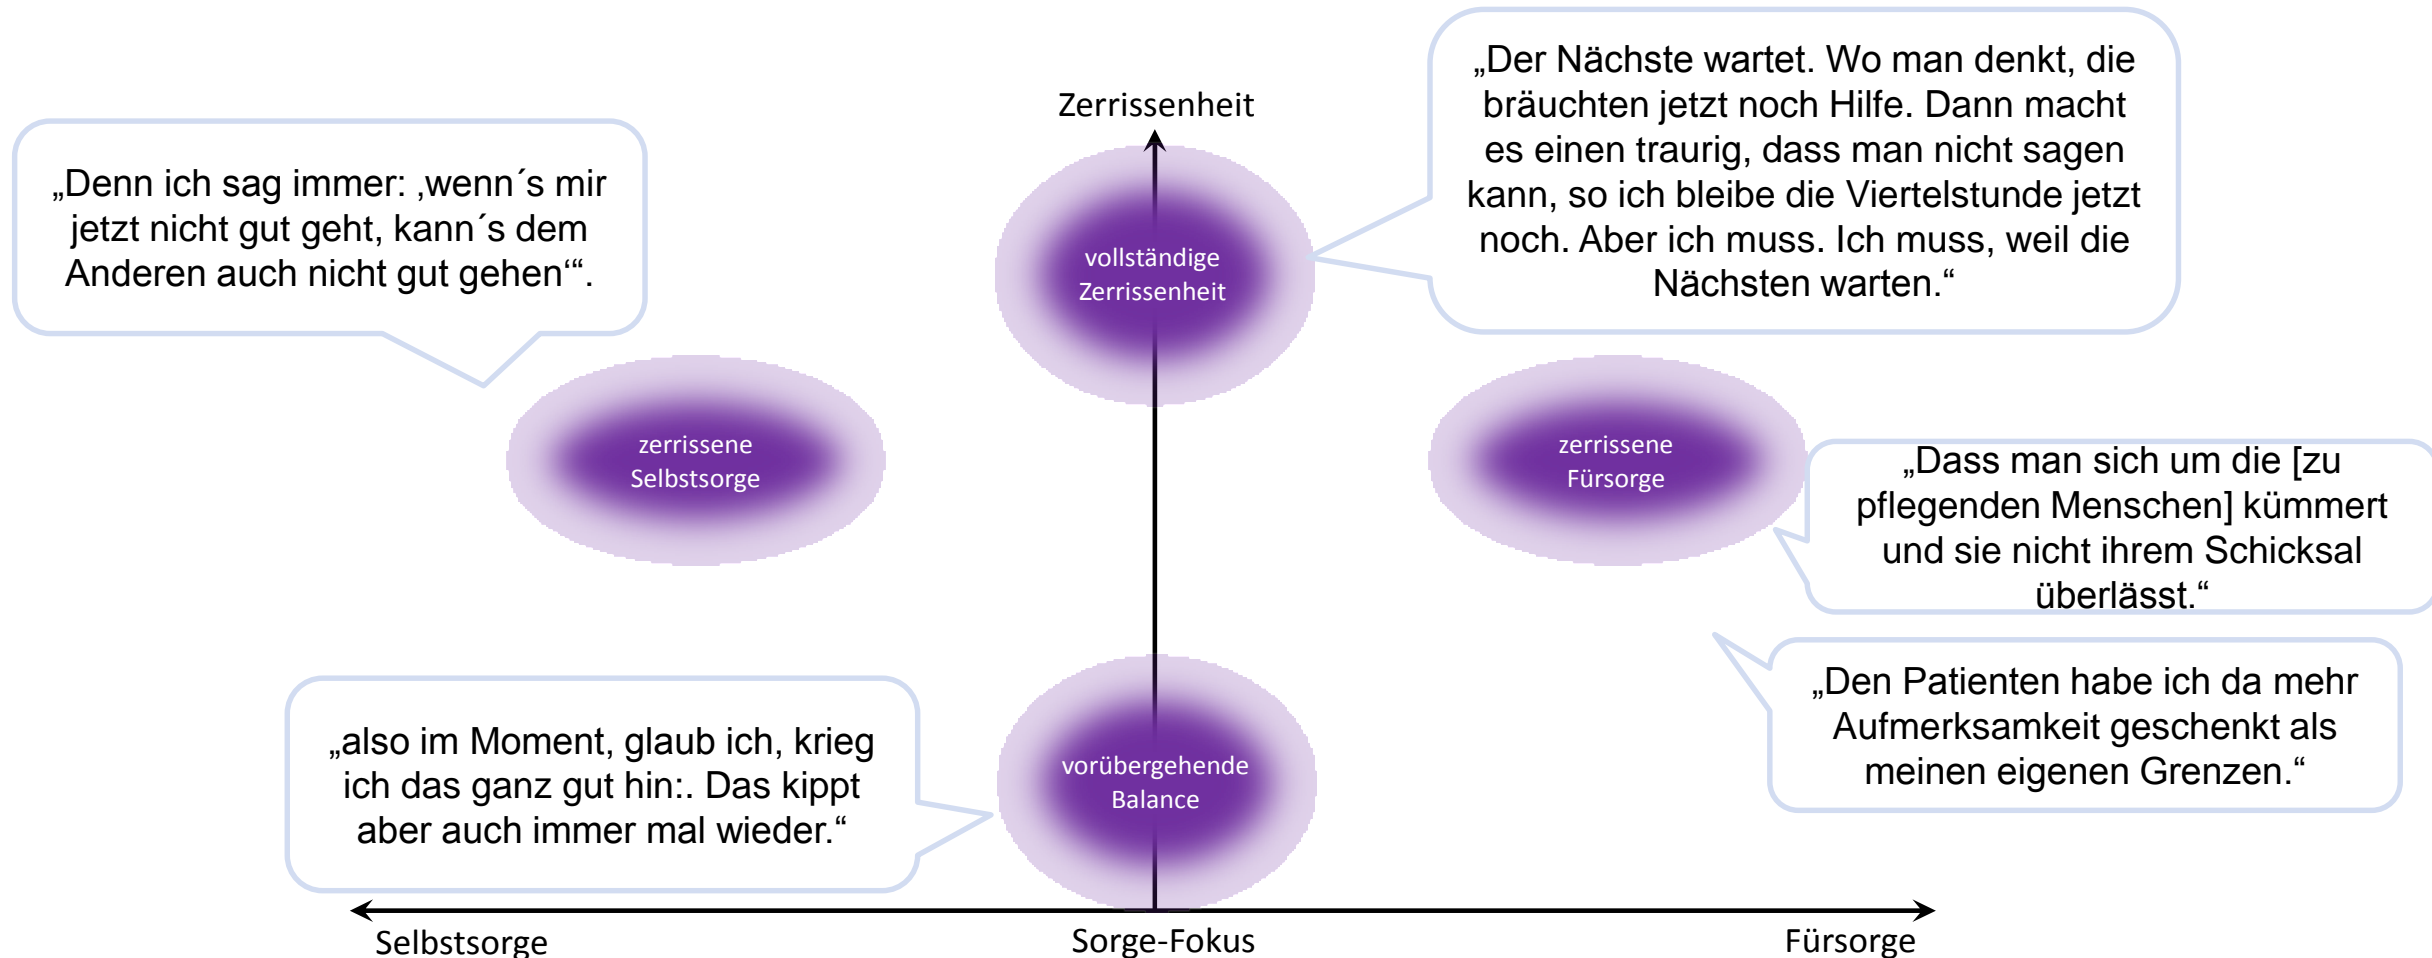 „Der Nächste wartet. Wo man denkt, die
bräuchten jetzt noch Hilfe. Dann macht
es einen traurig, dass man nicht sagen
kann, so ich bleibe die Viertelstunde jetzt
noch. Aber ich muss. Ich muss, weil die
Nächsten warten.“
Zerrissenheit
„Denn ich sag immer: ‚wenn´s mir
jetzt nicht gut geht, kann´s dem
Anderen auch nicht gut gehen‘“.
vollständige
Zerrissenheit
zerrissene
Selbstsorge
zerrissene
Fürsorge
„Dass man sich um die [zu
pflegenden Menschen] kümmert
und sie nicht ihrem Schicksal
überlässt.“
„Den Patienten habe ich da mehr
Aufmerksamkeit geschenkt als
meinen eigenen Grenzen.“
„also im Moment, glaub ich, krieg
ich das ganz gut hin:. Das kippt
aber auch immer mal wieder.“
vorübergehende
Balance
Selbstsorge
Sorge-Fokus
Fürsorge